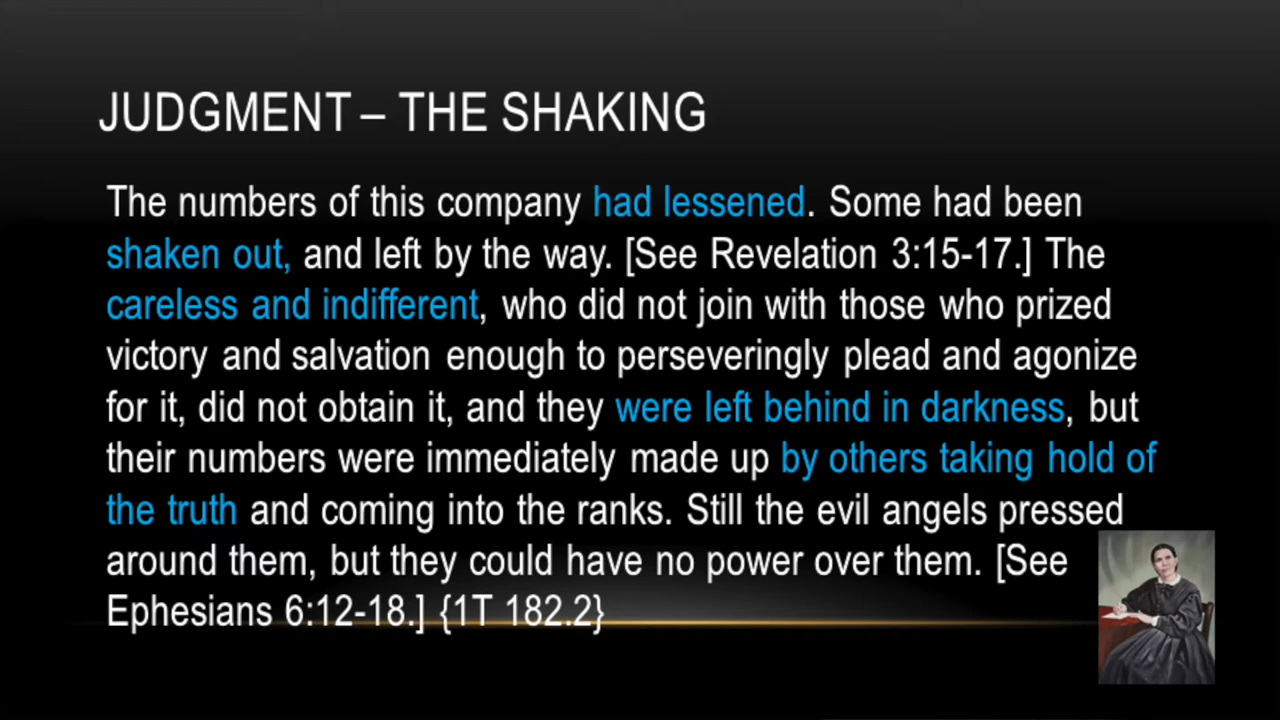 JUDGMENT – THE SHAKING
The numbers of this company had lessened. Some had been
shaken out, and left by the way. [See Revelation 3:15-17.] The
careless and indifferent, who did not join with those who prized
victory and salvation enough to perseveringly plead and agonize
for it, did not obtain it, and they were left behind in darkness, but
their numbers were immediately made up by others taking hold of
the truth and coming into the ranks. Still the evil angels pressed
around them, but they could have no power over them. [See
Ephesians 6:12-18.] {1T 182.2}